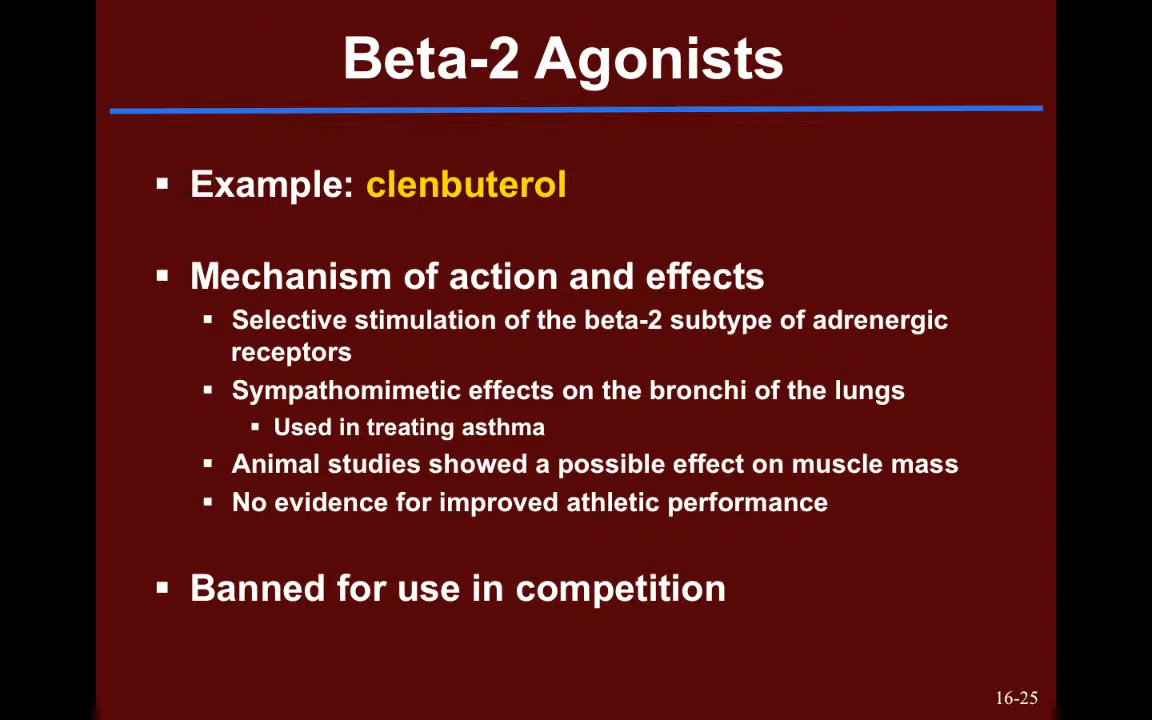 Beta-2 Agonists
▪ Example: clenbuterol
▪ Mechanism of action and effects
▪ Selective stimulation of the beta-2 subtype of adrenergic
receptors
▪ Sympathomimetic effects on the bronchi of the lungs
▪ Used in treating asthma
▪ Animal studies showed a possible effect on muscle mass
▪ No evidence for improved athletic performance
▪ Banned for use in competition
16-25